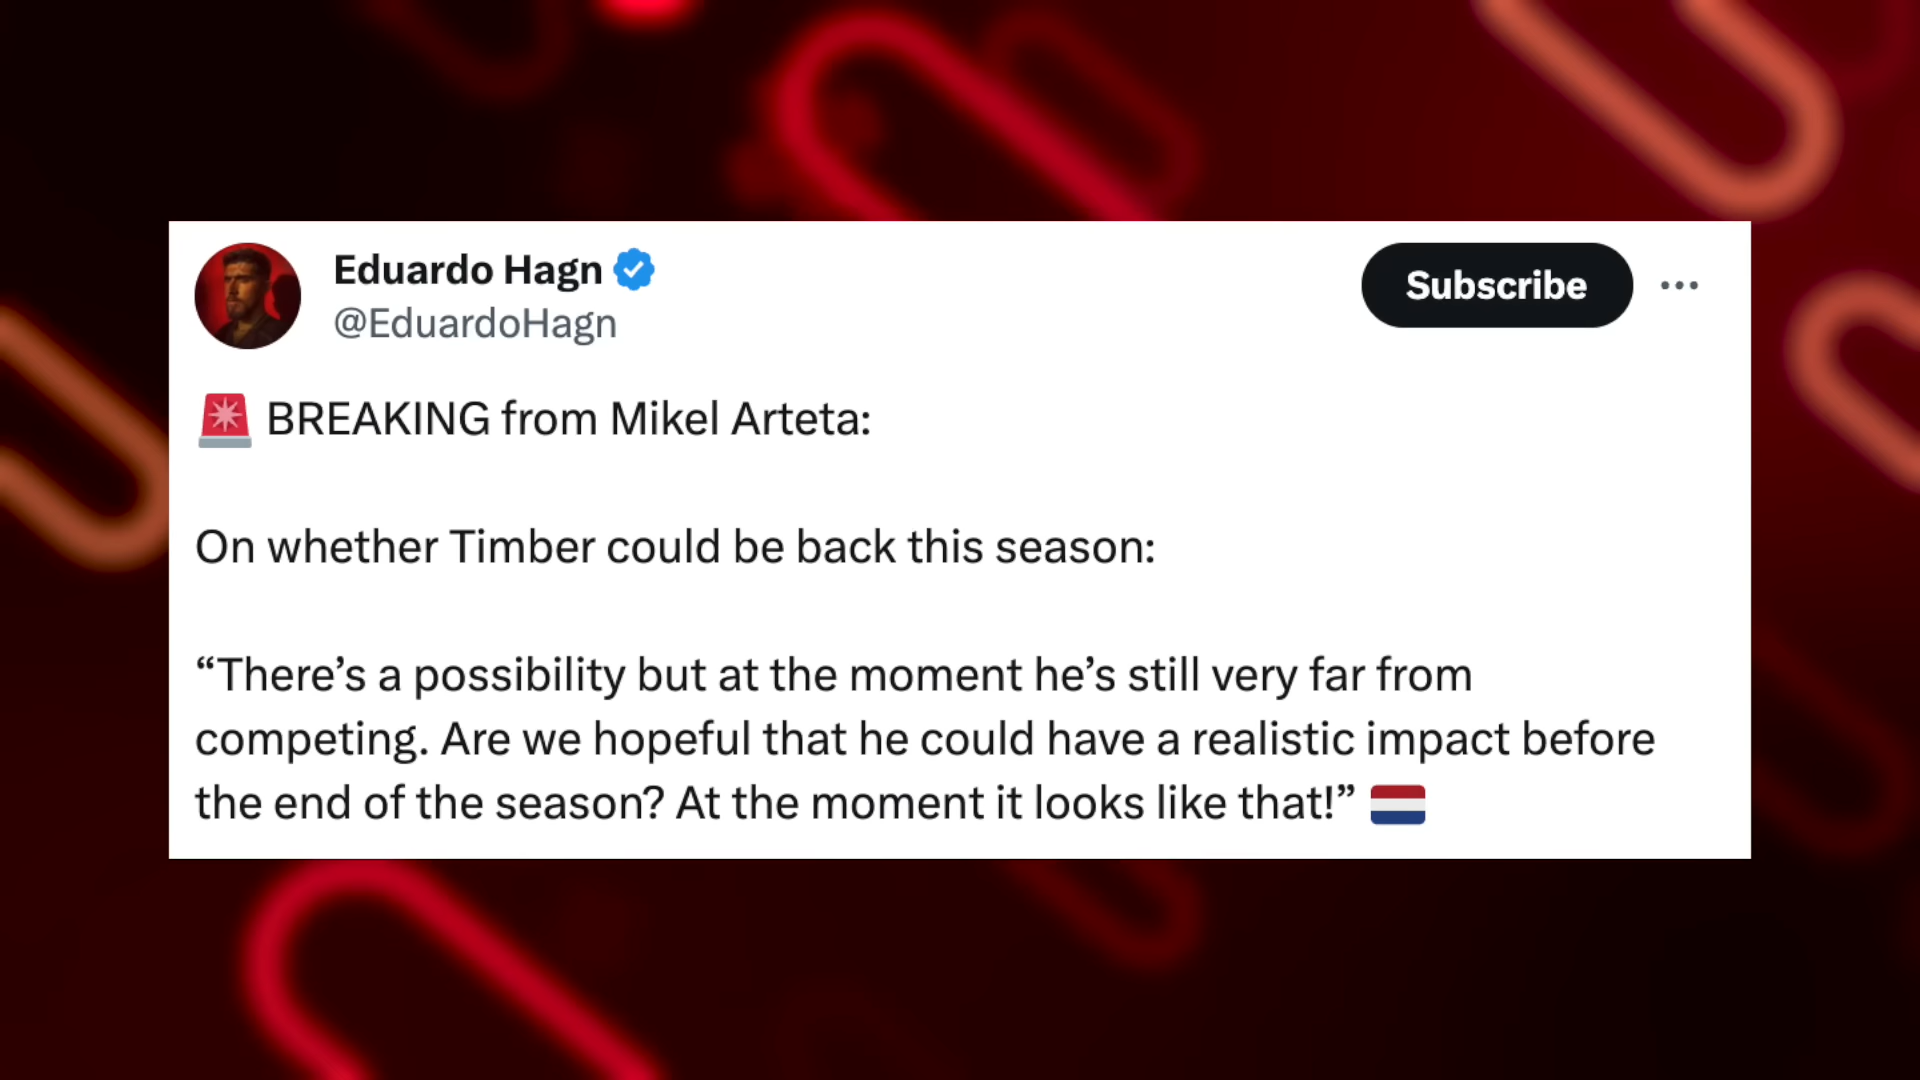 Eduardo Hagn
@EduardoHagn
Subscribe
🚨 BREAKING from Mikel Arteta:
On whether Timber could be back this season:
“There’s a possibility but at the moment he’s still very far from
competing. Are we hopeful that he could have a realistic impact before
the end of the season? At the moment it looks like that!” 🇳🇱